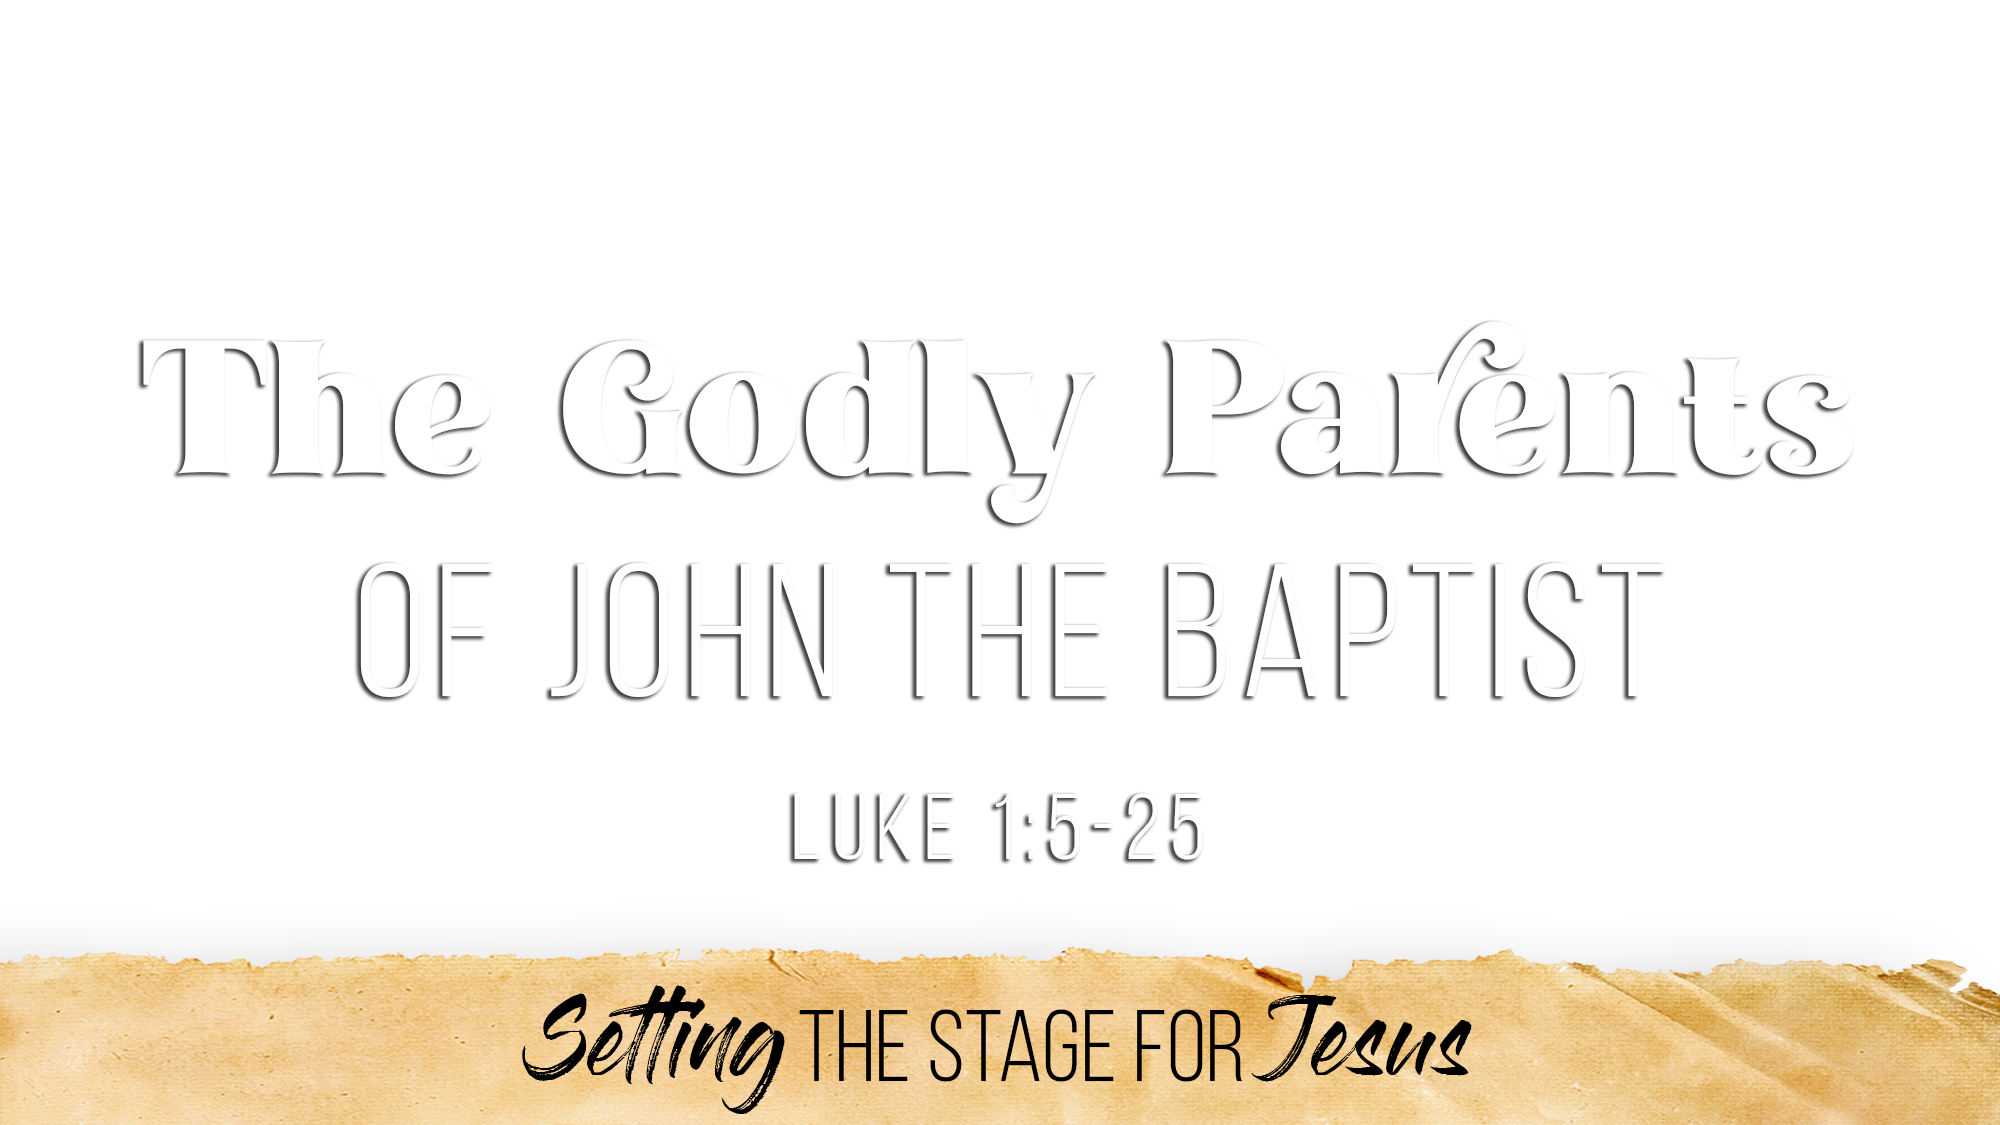 The Godly Parents
OF JOHN THE BAPTIST
LUKE 1:5-25
Setting THE STAGE FOR Jesus